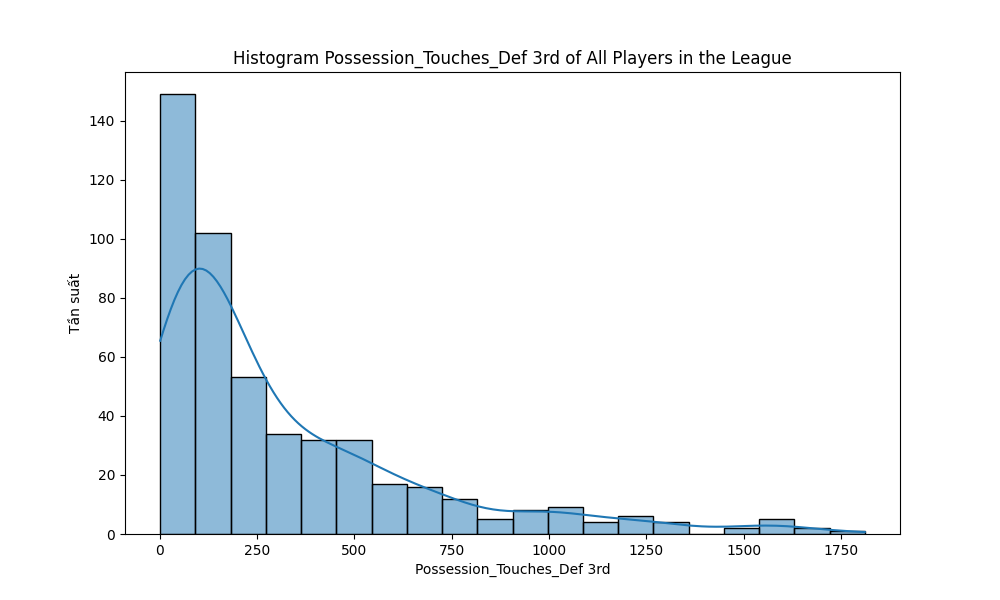 Histogram Possession_Touches_Def 3rd of All Players in the League
140
120
100
80
60
40
20
0
Tần suất
0 250 500 750 1000 1250 1500 1750
Possession_Touches_Def 3rd